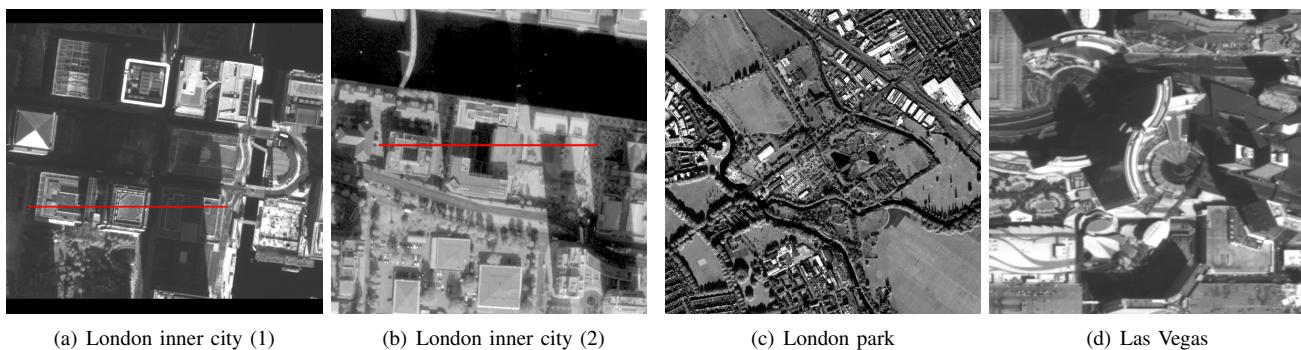 (a) London inner city (1)
(b) London inner city (2)
(c) London park
(d) Las Vegas